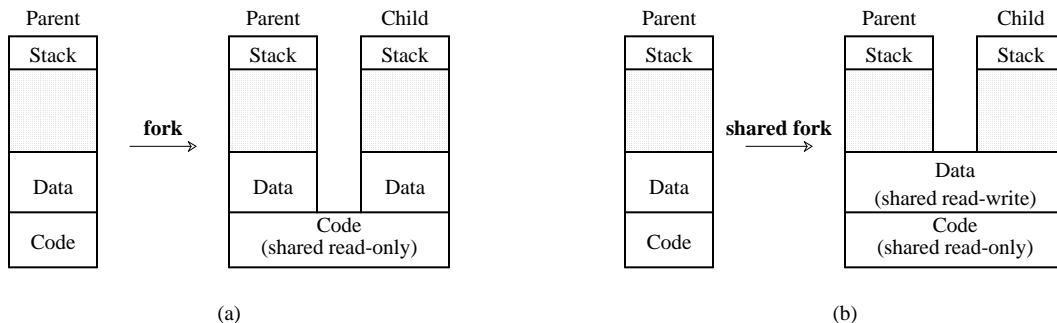 Parent
Stack
Data
Code
fork
Parent
Child
Stack
Stack
Data
Data
Code
(shared read-only)
(a)
Parent
Stack
Data
Code
shared fork
Parent
Child
Stack
Stack
Data
(shared read-write)
Code
(shared read-only)
(b)